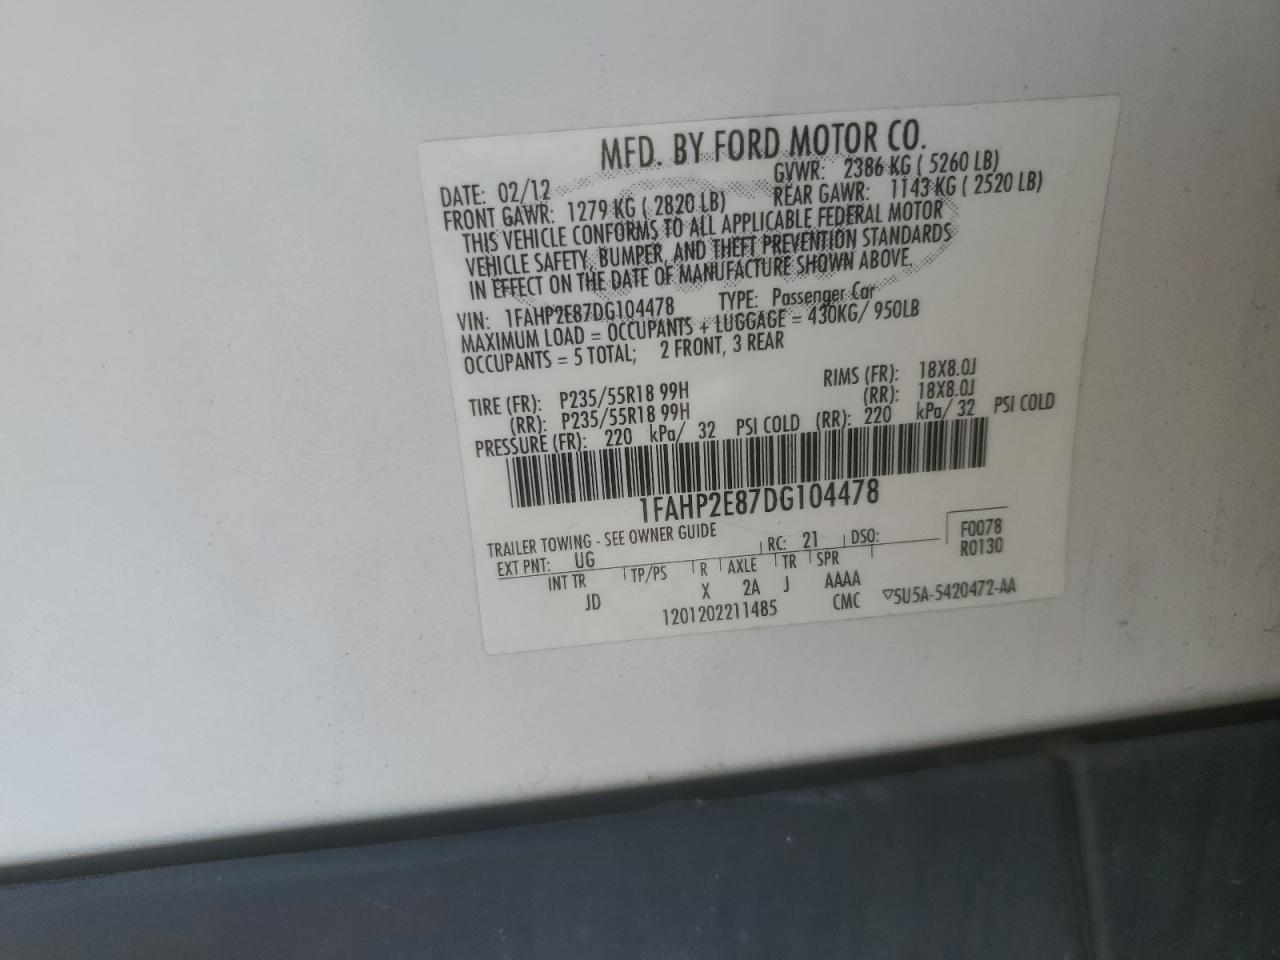 MFD. BY FORD MOTOR CO.
DATE: 02/12 GVWR: 2386 KG ( 5260 LB)
FRONT GAWR: 1279 KG ( 2820 LB) REAR GAWR: 1143 KG ( 2520 LB)
THIS VEHICLE CONFORMS TO ALL APPLICABLE FEDERAL MOTOR
VEHICLE SAFETY, BUMPER, AND THEFT PREVENTION STANDARDS
IN EFFECT ON THE DATE OF MANUFACTURE SHOWN ABOVE.
VIN: 1FAHP2E87DG104478 TYPE: Passenger Car
MAXIMUM LOAD = OCCUPANTS + LUGGAGE = 430KG/ 950LB
OCCUPANTS = 5 TOTAL; 2 FRONT, 3 REAR
TIRE (FR): P235/55R18 99H RIMS (FR): 18X8.0J
(RR): P235/55R18 99H (RR): 18X8.0J
PRESSURE (FR): 220 kPa/ 32 PSI COLD (RR): 220 kPa/ 32 PSI COLD
1FAHP2E87DG104478
TRAILER TOWING - SEE OWNER GUIDE
EXT PNT: UG RC: 21 DSO: F0078
R0130
INT TR TP/PS R AXLE TR SPR
JD X 2A J AAAA
1201202211485 CMC ▽5U5A-5420472-AA